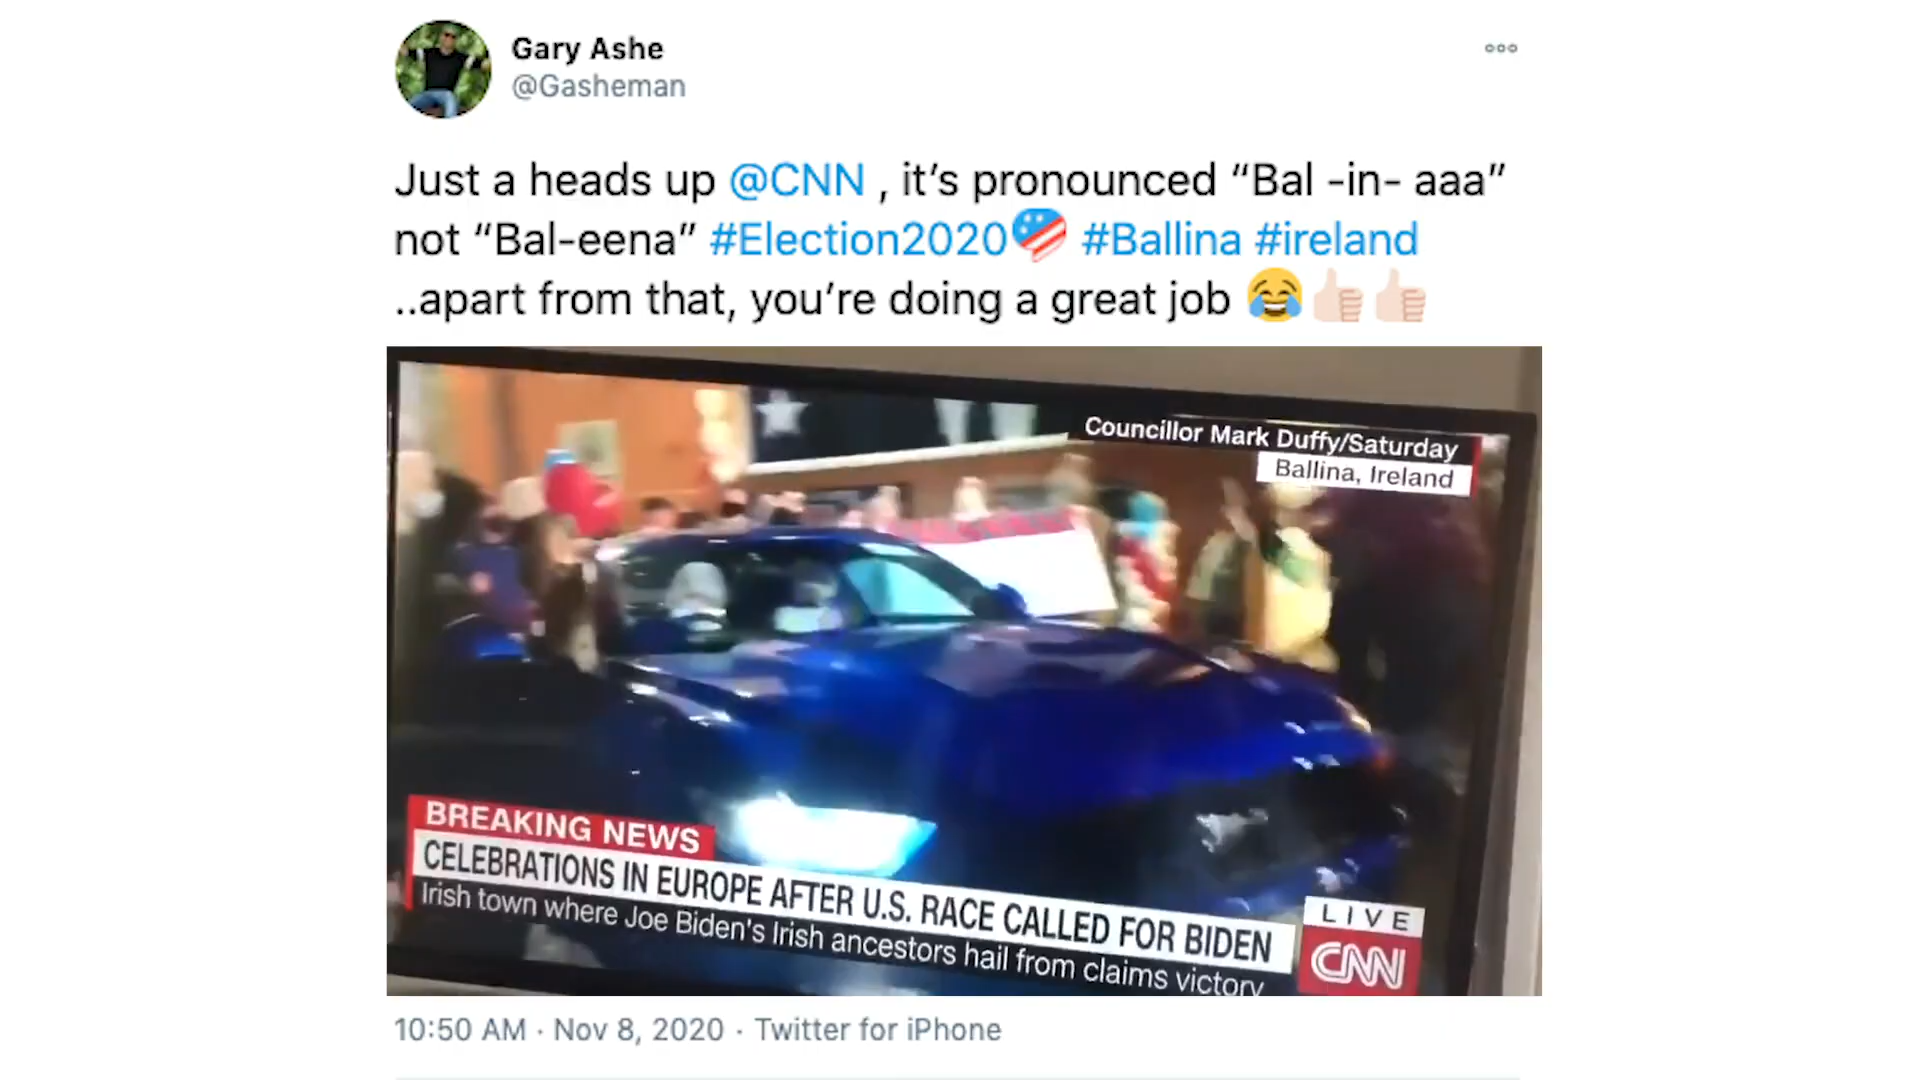 Gary Ashe
@Gasheman
Just a heads up @CNN , it’s pronounced “Bal -in- aaa”
not “Bal-eena” #Election2020 #Ballina #ireland
..apart from that, you’re doing a great job
Councillor Mark Duffy/Saturday
Ballina, Ireland
BREAKING NEWS
CELEBRATIONS IN EUROPE AFTER U.S. RACE CALLED FOR BIDEN
Irish town where Joe Biden's Irish ancestors hail from claims victory
LIVE
CNN
10:50 AM · Nov 8, 2020 · Twitter for iPhone